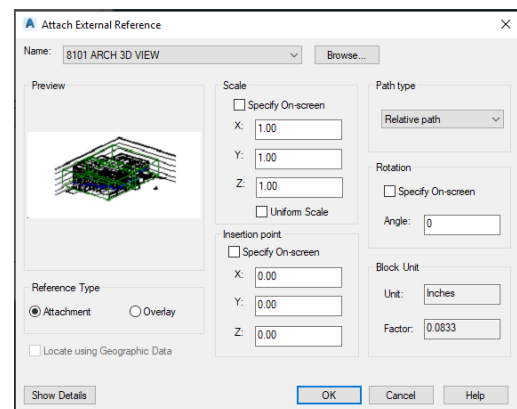 Attach External Reference
Name: 8101 ARCH 3D VIEW Browse...
Preview
Scale
Specify On-screen
X: 1.00
Y: 1.00
Z: 1.00
Uniform Scale
Path type
Relative path
Rotation
Specify On-screen
Angle: 0
Insertion point
Specify On-screen
X: 0.00
Y: 0.00
Z: 0.00
Block Unit
Unit: Inches
Factor: 0.0833
Reference Type
Attachment Overlay
Locate using Geographic Data
Show Details OK Cancel Help